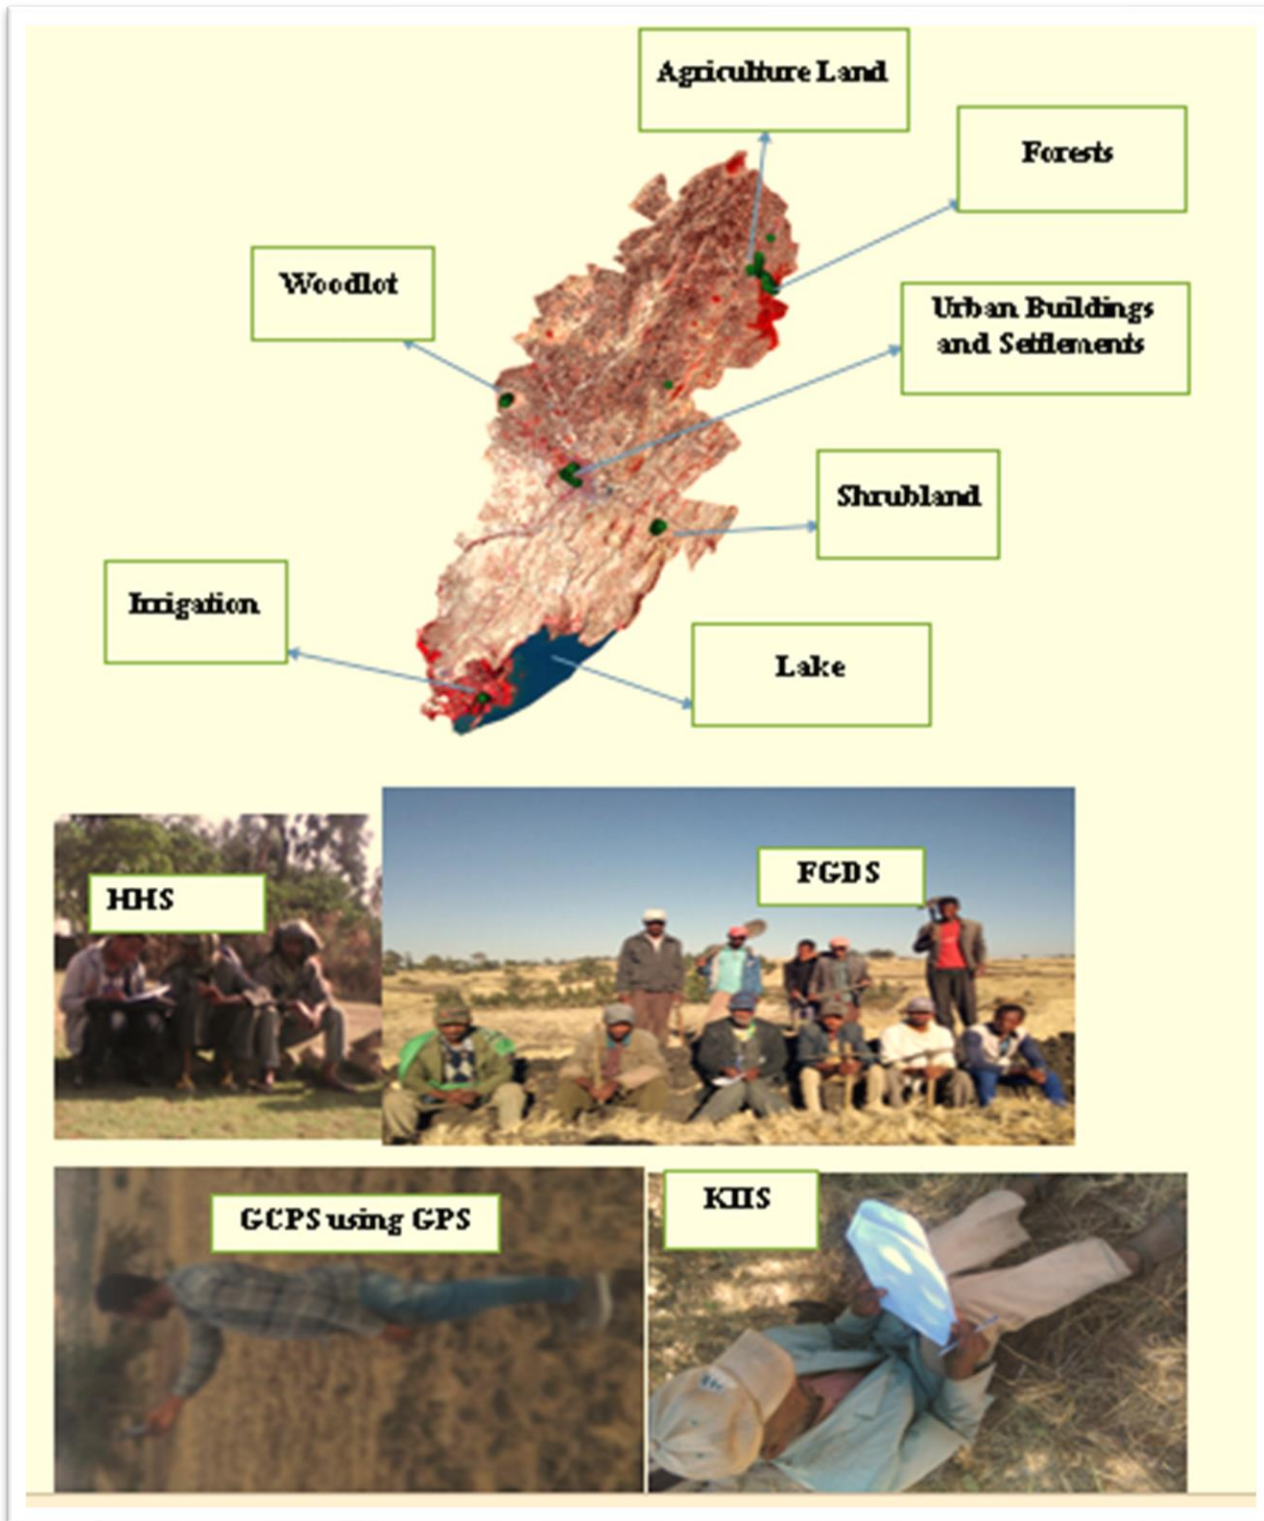 Agriculture Land
Forests
Woodlot
Urban Buildings
and Settlements
Shrubland
Irrigation
Lake
HHS
FGDS
GCPS using GPS
KIIS